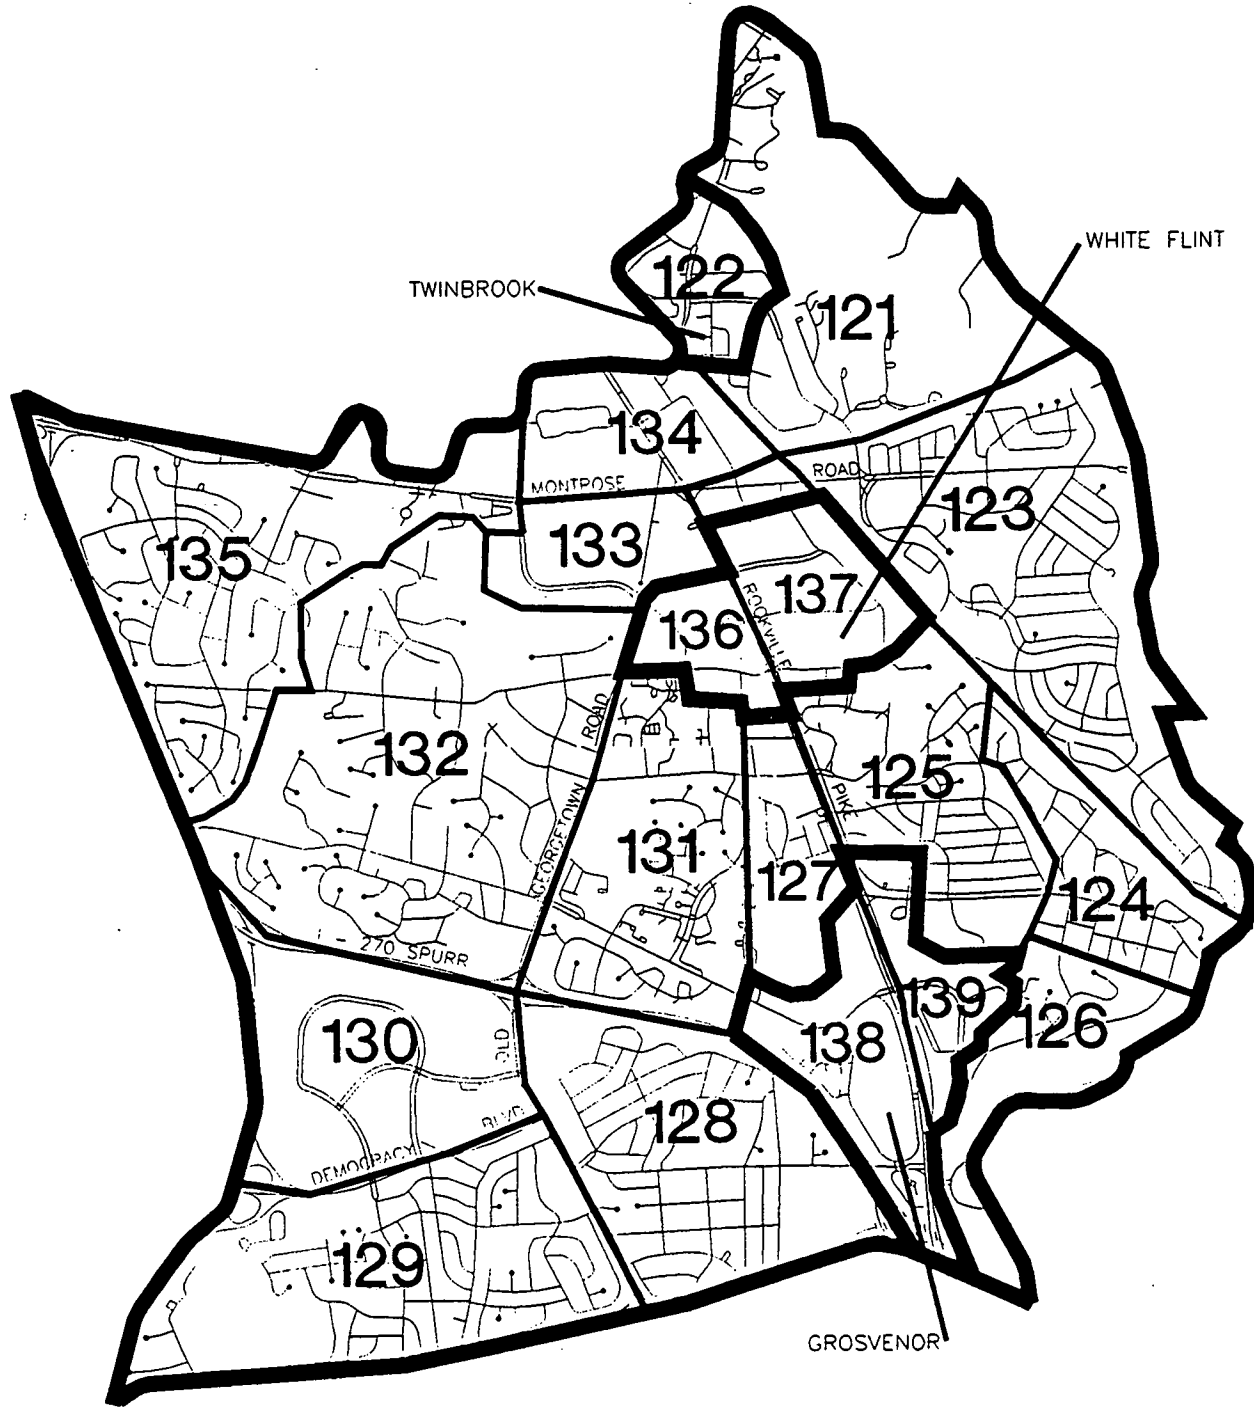 WHITE FLINT
TWINBROOK
122
121
134
ROAD
MONTROSE
123
133
135
137
ROCKVILLE
136
ROAD
132
125
PIKE
GEORGETOWN
131
127
124
270 SPURR
139
126
130
OLD
138
128
BLVD
DEMOCRACY
129
GROSVENOR